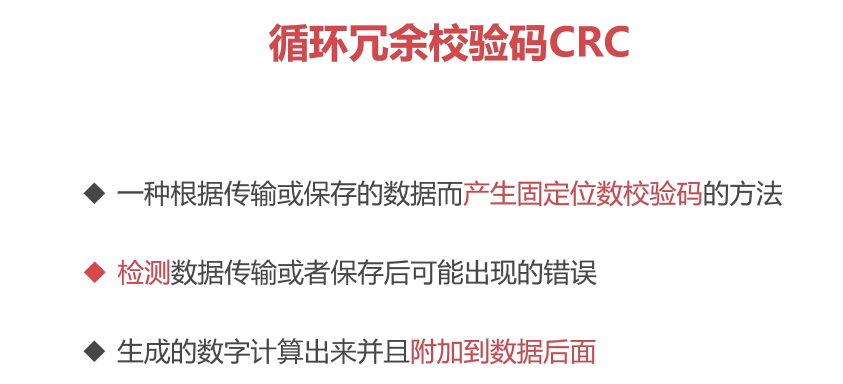 循环冗余校验码CRC
◆ 一种根据传输或保存的数据而产生固定位数校验码的方法
◆ 检测数据传输或者保存后可能出现的错误
◆ 生成的数字计算出来并且附加到数据后面